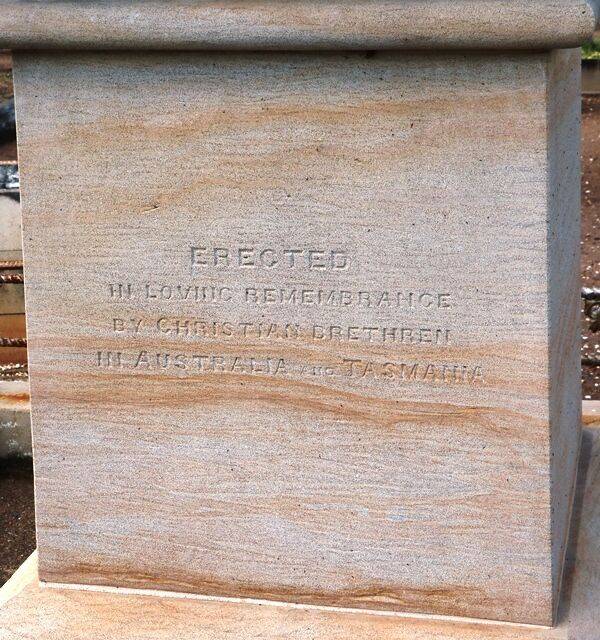 ERECTED
IN LOVING REMEMBRANCE
BY CHRISTIAN BRETHREN
IN AUSTRALIA AND TASMANIA